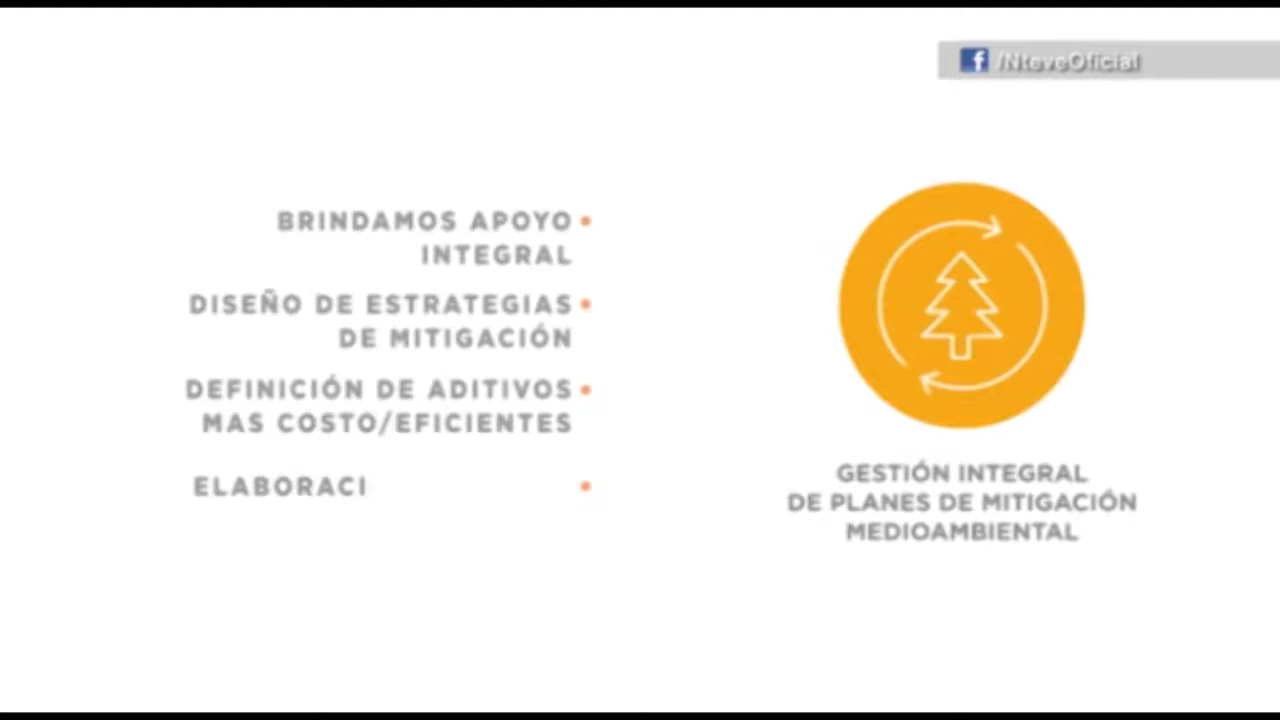 /NteveOficial
BRINDAMOS APOYO
INTEGRAL
DISEÑO DE ESTRATEGIAS
DE MITIGACIÓN
DEFINICIÓN DE ADITIVOS
MAS COSTO/EFICIENTES
ELABORACI
GESTIÓN INTEGRAL
DE PLANES DE MITIGACIÓN
MEDIOAMBIENTAL